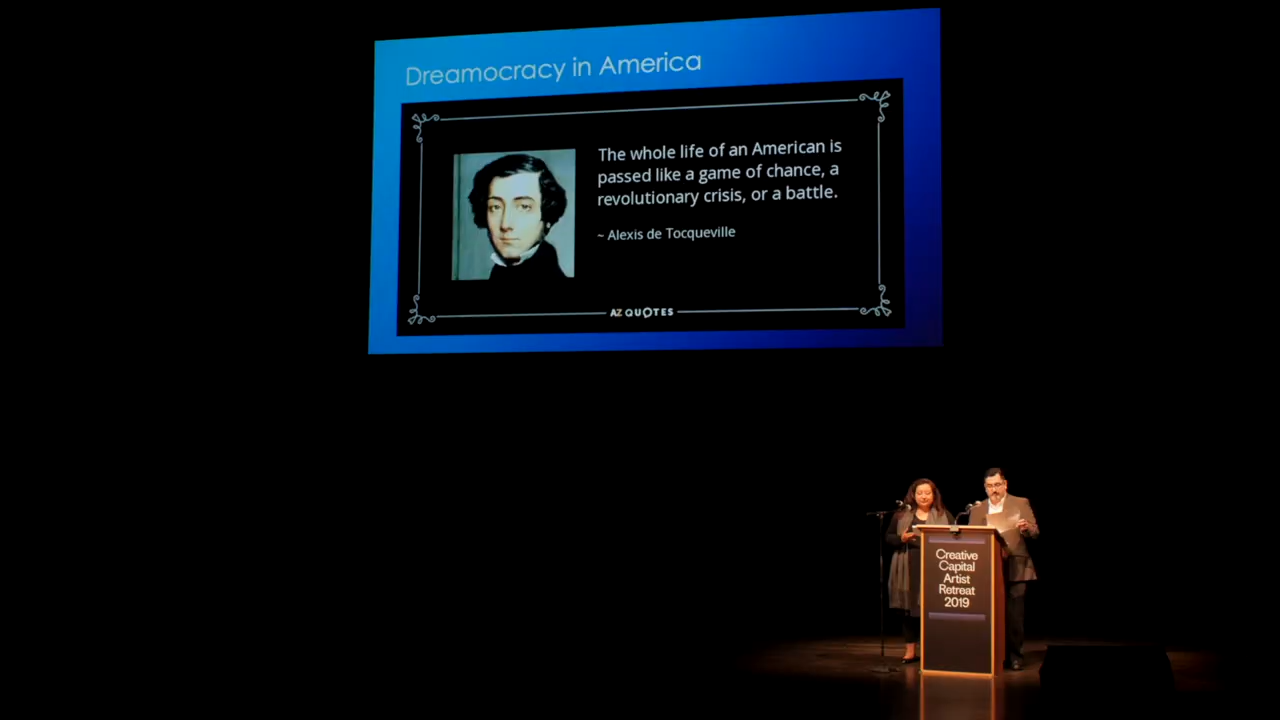 Dreamocracy in America
The whole life of an American is
passed like a game of chance, a
revolutionary crisis, or a battle.
~ Alexis de Tocqueville
AZ QUOTES
Creative
Capital
Artist
Retreat
2019